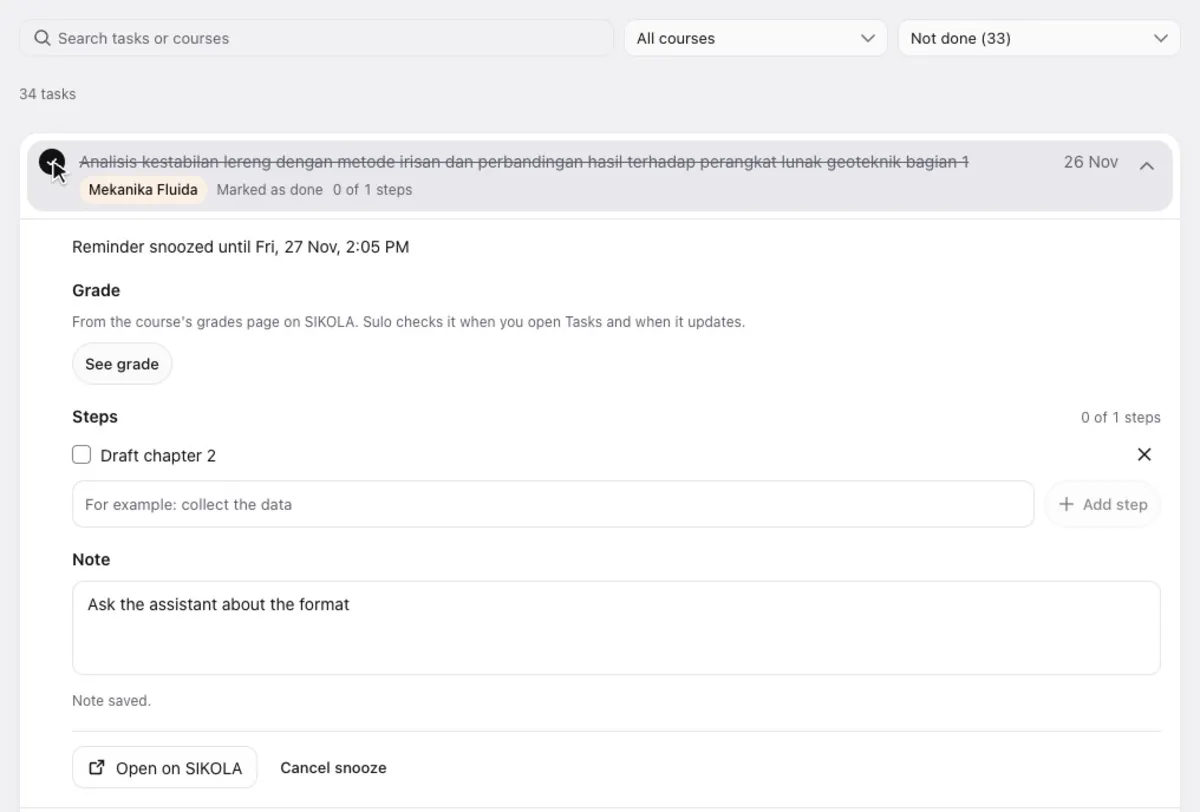 Search tasks or courses
All courses
Not done (33)
34 tasks
Analisis kestabilan lereng dengan metode irisan dan perbandingan hasil terhadap perangkat lunak geoteknik bagian 1
26 Nov
Mekanika Fluida Marked as done 0 of 1 steps
Reminder snoozed until Fri, 27 Nov, 2:05 PM
Grade
From the course's grades page on SIKOLA. Sulo checks it when you open Tasks and when it updates.
See grade
Steps
0 of 1 steps
Draft chapter 2
For example: collect the data
Add step
Note
Ask the assistant about the format
Note saved.
Open on SIKOLA
Cancel snooze